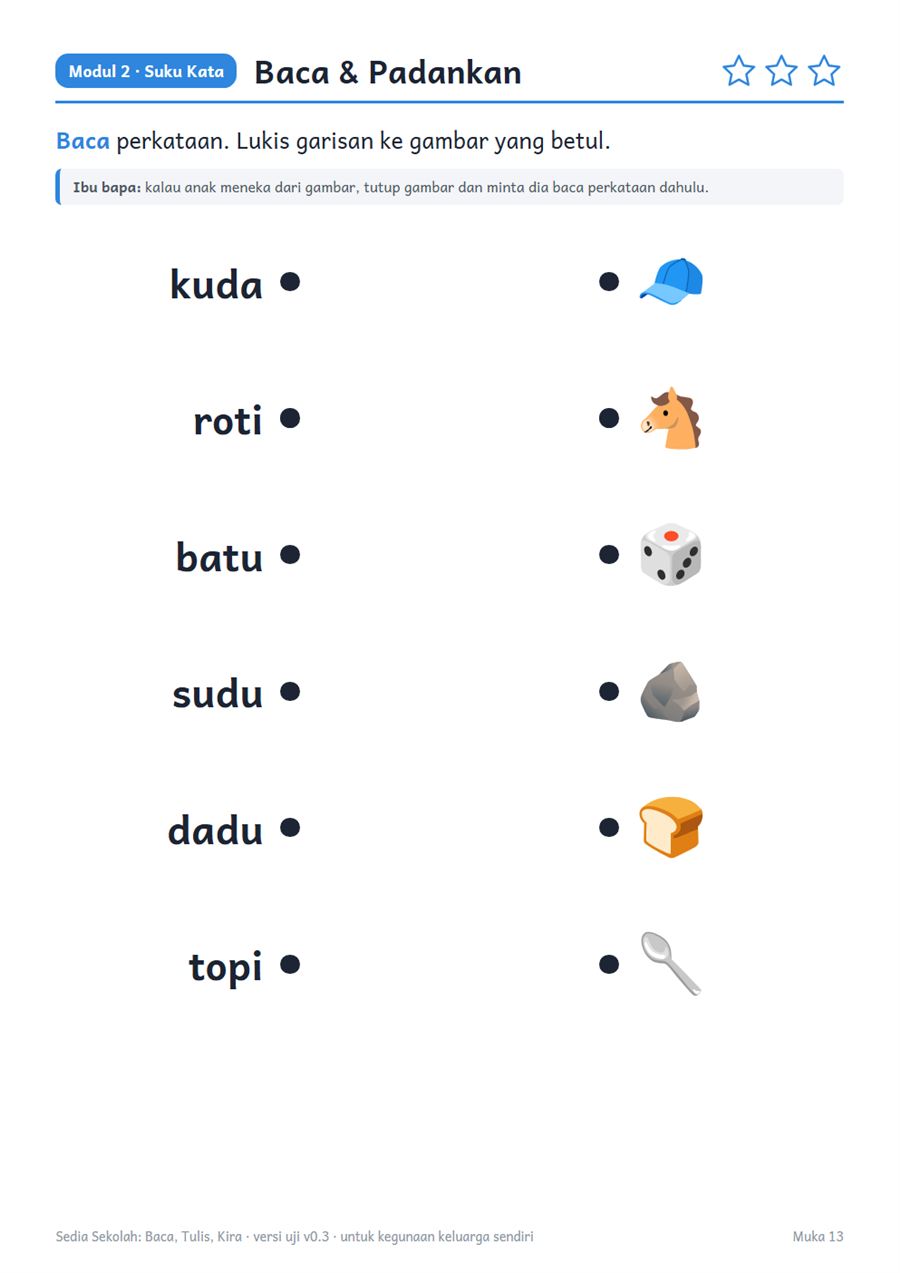 Modul 2 · Suku Kata
Baca & Padankan
Baca perkataan. Lukis garisan ke gambar yang betul.
Ibu bapa: kalau anak meneka dari gambar, tutup gambar dan minta dia baca perkataan dahulu.
kuda
roti
batu
sudu
dadu
topi
Sedia Sekolah: Baca, Tulis, Kira · versi uji v0.3 · untuk kegunaan keluarga sendiri
Muka 13